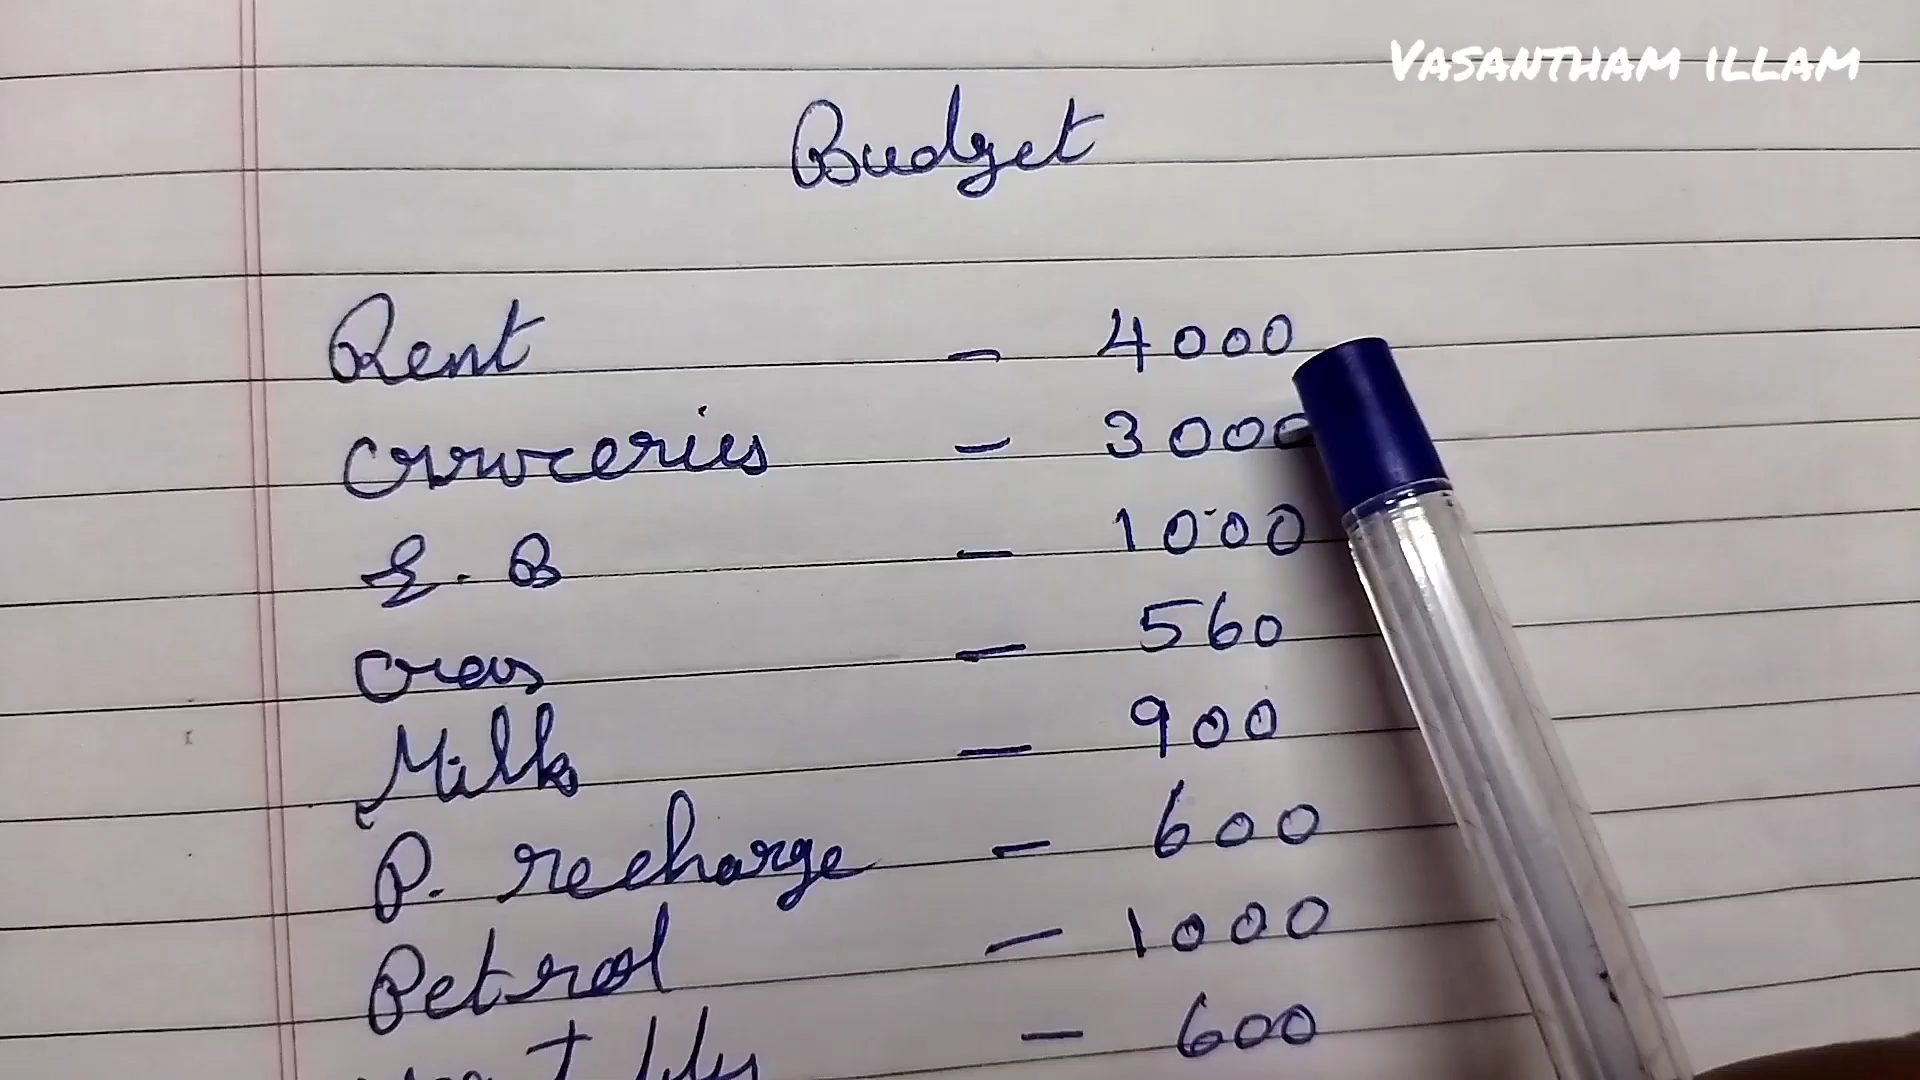 VASANTHAM ILLAM
Budget
Rent - 4000
Groceries - 3000
E.B - 1000
Gas - 560
Milk - 900
P. recharge - 600
Petrol - 1000
- 600